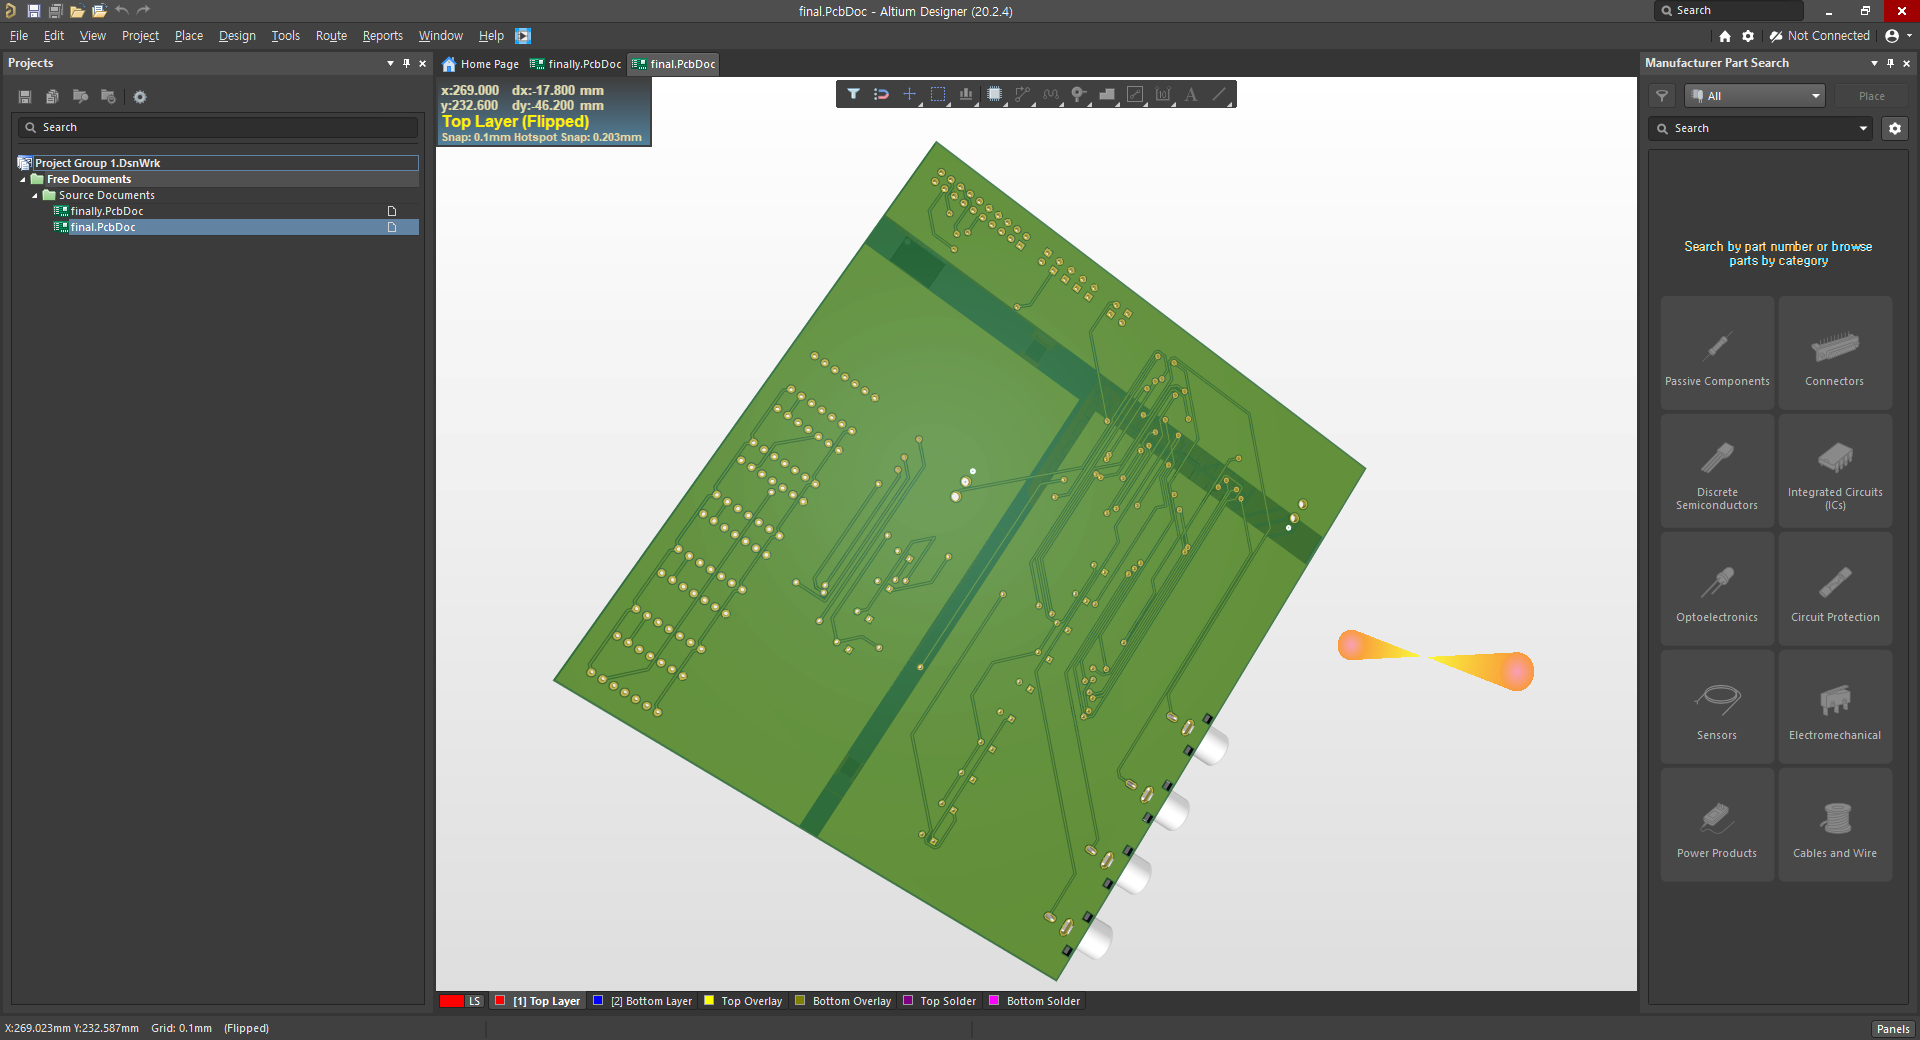 final.PcbDoc - Altium Designer (20.2.4)
Search
File Edit View Project Place Design Tools Route Reports Window Help
Not Connected
Projects
Home Page finally.PcbDoc final.PcbDoc
Manufacturer Part Search
x:269.000 dx:-17.800 mm
y:232.600 dy:-46.200 mm
Top Layer (Flipped)
Snap: 0.1mm Hotspot Snap: 0.203mm
All
Place
Search
Search
Project Group 1.DsnWrk
Free Documents
Source Documents
finally.PcbDoc
final.PcbDoc
Search by part number or browse
parts by category
Passive Components
Connectors
Discrete
Semiconductors
Integrated Circuits
(ICs)
Optoelectronics
Circuit Protection
Sensors
Electromechanical
Power Products
Cables and Wire
LS [1] Top Layer [2] Bottom Layer Top Overlay Bottom Overlay Top Solder Bottom Solder
X:269.023mm Y:232.587mm Grid: 0.1mm (Flipped)
Panels